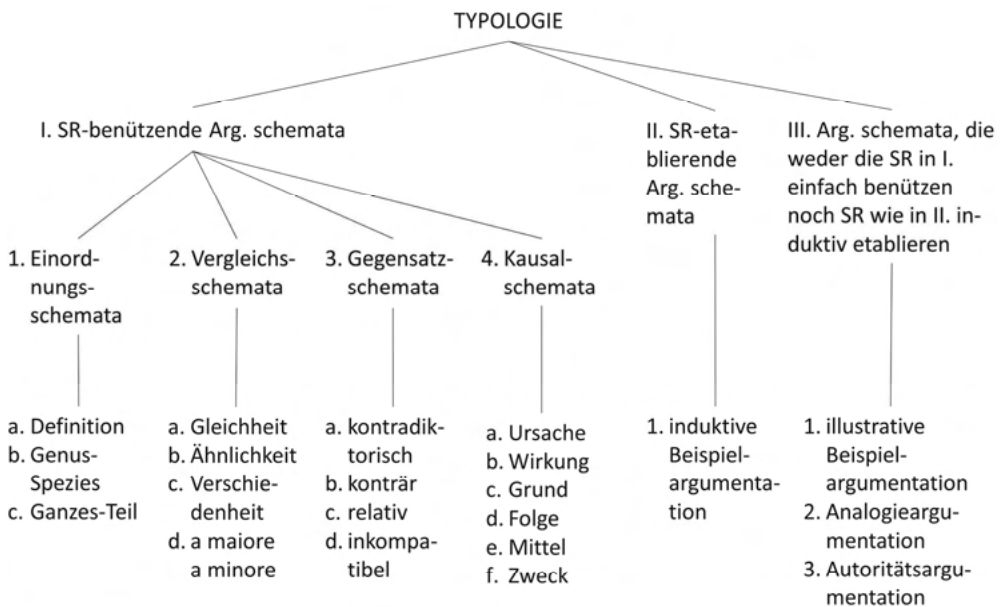 TYPOLOGIE
I. SR-benützende Arg. schemata
II. SR-eta-
blierende
Arg. sche-
mata
III. Arg. schemata, die
weder die SR in I.
einfach benützen
noch SR wie in II. in-
duktiv etablieren
1. Einord-
nungs-
schemata
2. Vergleichs-
schemata
3. Gegensatz-
schemata
4. Kausal-
schemata
a. Definition
b. Genus-
Spezies
c. Ganzes-Teil
a. Gleichheit
b. Ähnlichkeit
c. Verschie-
denheit
d. a maiore
a minore
a. kontradik-
torisch
b. konträr
c. relativ
d. inkompa-
tibel
a. Ursache
b. Wirkung
c. Grund
d. Folge
e. Mittel
f. Zweck
1. induktive
Beispiel-
argumenta-
tion
1. illustrative
Beispiel-
argumentation
2. Analogieargu-
mentation
3. Autoritätsargu-
mentation